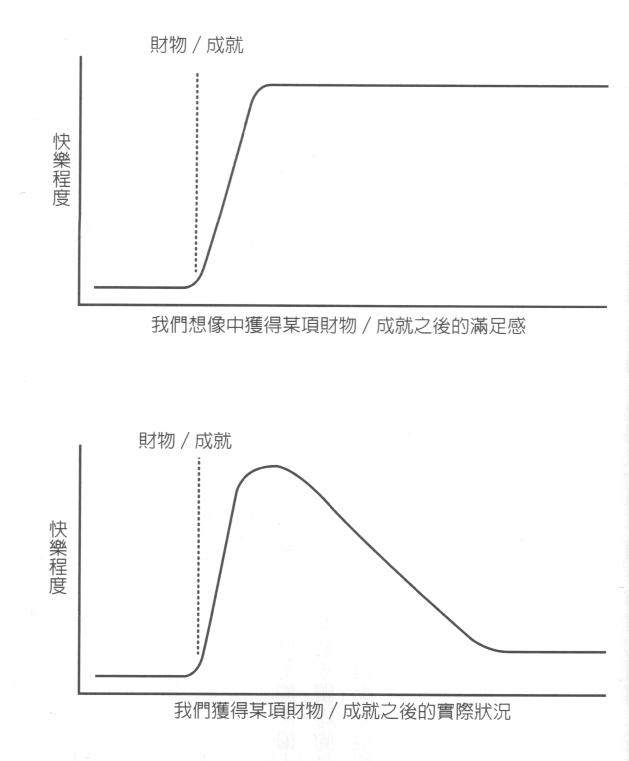 財物 / 成就
快樂程度
我們想像中獲得某項財物 / 成就之後的滿足感
財物 / 成就
快樂程度
我們獲得某項財物 / 成就之後的實際狀況